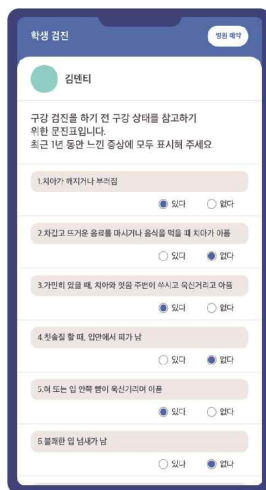 학생 검진
병원 예약
김덴티
구강 검진을 하기 전 구강 상태를 참고하기
위한 문진표입니다.
최근 1년 동안 느낀 증상에 모두 표시해 주세요.
1.치아가 깨지거나 부러짐
있다 없다
2.차갑고 뜨거운 음료를 마시거나 음식을 먹을 때 치아가 아픔
있다 없다
3.가만히 있을 때, 치아와 잇몸 주변이 쑤시고 욱신거리고 아픔
있다 없다
4.칫솔질 할 때, 입안에서 피가 남
있다 없다
5.혀 또는 입 안쪽 뺨이 욱신거리며 아픔
있다 없다
6.불쾌한 입 냄새가 남
있다 없다